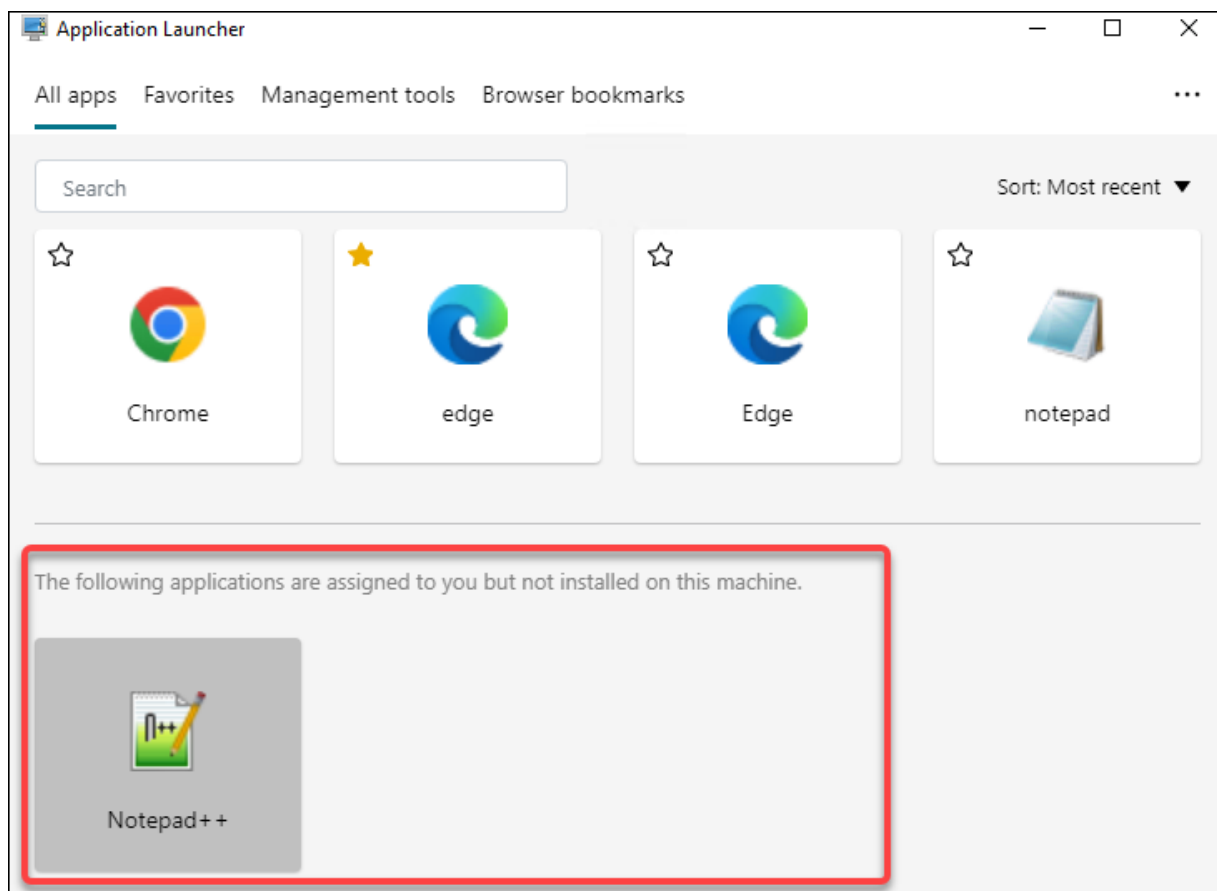 Application Launcher
All apps Favorites Management tools Browser bookmarks
Search
Sort: Most recent
Chrome
edge
Edge
notepad
The following applications are assigned to you but not installed on this machine.
n++
Notepad++